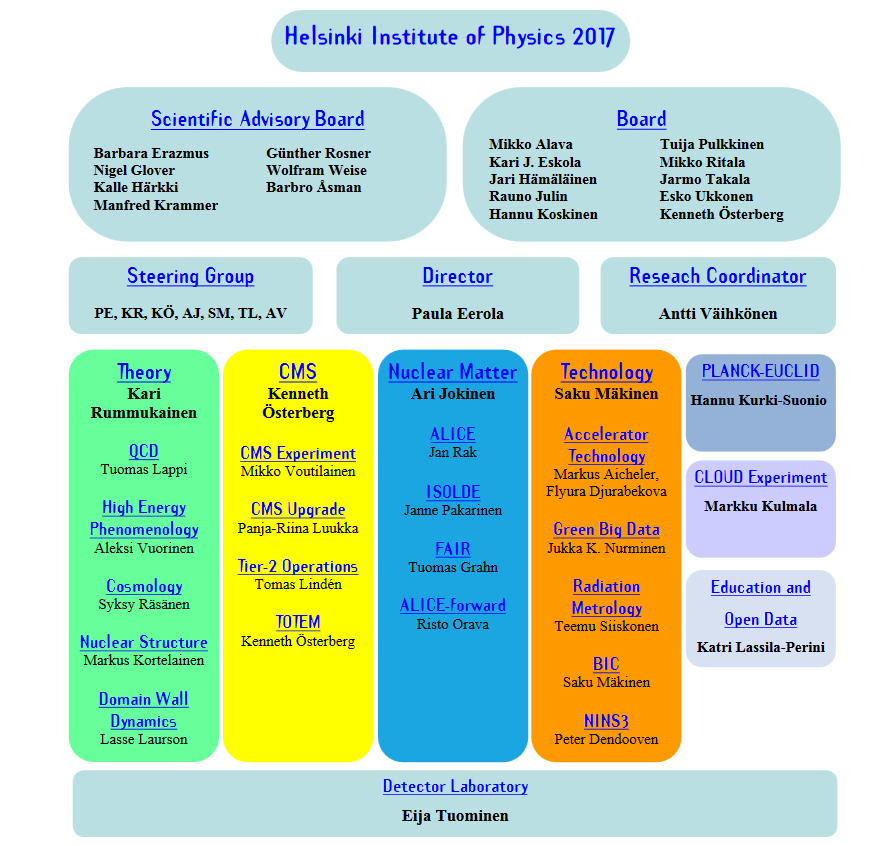 Helsinki Institute of Physics 2017
Scientific Advisory Board
Barbara Erazmus
Nigel Glover
Kalle Härkki
Manfred Krammer
Günther Rosner
Wolfram Weise
Barbro Åsman
Board
Mikko Alava
Kari J. Eskola
Jari Hämäläinen
Rauno Julin
Hannu Koskinen
Tuija Pulkkinen
Mikko Ritala
Jarmo Takala
Esko Ukkonen
Kenneth Österberg
Steering Group
PE, KR, KÖ, AJ, SM, TL, AV
Director
Paula Eerola
Reseach Coordinator
Antti Väihkönen
Theory
Kari
Rummukainen
QCD
Tuomas Lappi
High Energy
Phenomenology
Aleksi Vuorinen
Cosmology
Syksy Räsänen
Nuclear Structure
Markus Kortelainen
Domain Wall
Dynamics
Lasse Laurson
CMS
Kenneth
Österberg
CMS Experiment
Mikko Voutilainen
CMS Upgrade
Panja-Riina Luukka
Tier-2 Operations
Tomas Lindén
TOTEM
Kenneth Österberg
Nuclear Matter
Ari Jokinen
ALICE
Jan Rak
ISOLDE
Janne Pakarinen
FAIR
Tuomas Grahn
ALICE-forward
Risto Orava
Technology
Saku Mäkinen
Accelerator
Technology
Markus Aicheler,
Flyura Djurabekova
Green Big Data
Jukka K. Nurminen
Radiation
Metrology
Teemu Siiskonen
BIC
Saku Mäkinen
NINS3
Peter Dendooven
PLANCK-EUCLID
Hannu Kurki-Suonio
CLOUD Experiment
Markku Kulmala
Education and
Open Data
Katri Lassila-Perini
Detector Laboratory
Eija Tuominen